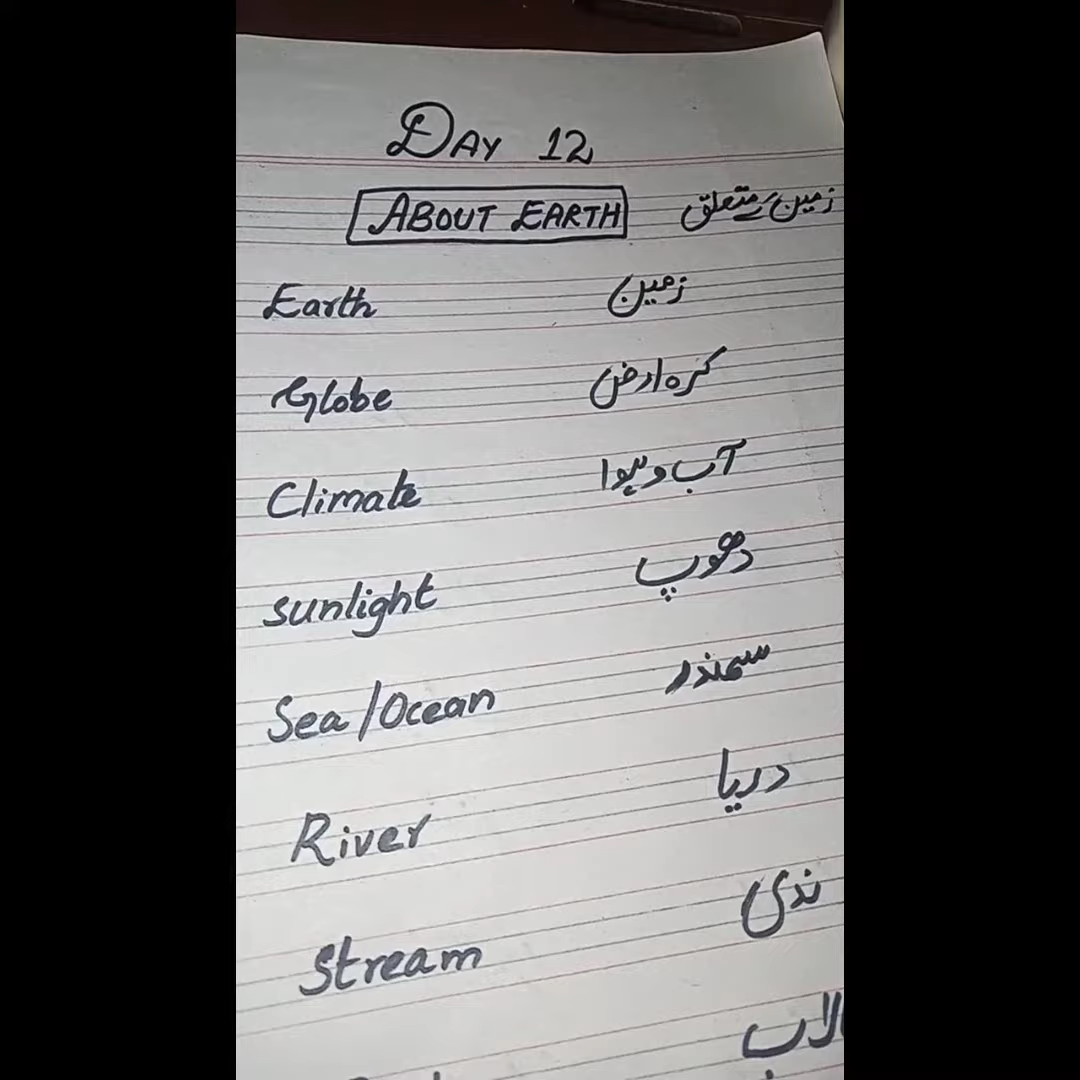 DAY 12
ABOUT EARTH زمین کے متعلق
Earth زمین
Globe کرہ ارض
Climate آب و ہوا
sunlight دھوپ
Sea/Ocean سمندر
River دریا
Stream ندی